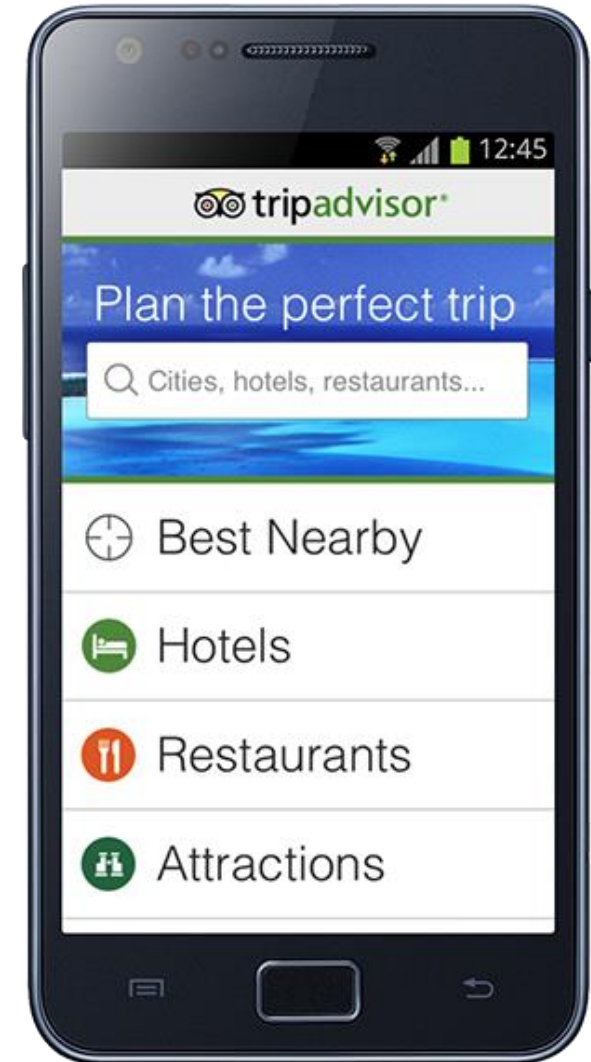 12:45
tripadvisor®
Plan the perfect trip
Cities, hotels, restaurants...
Best Nearby
Hotels
Restaurants
Attractions